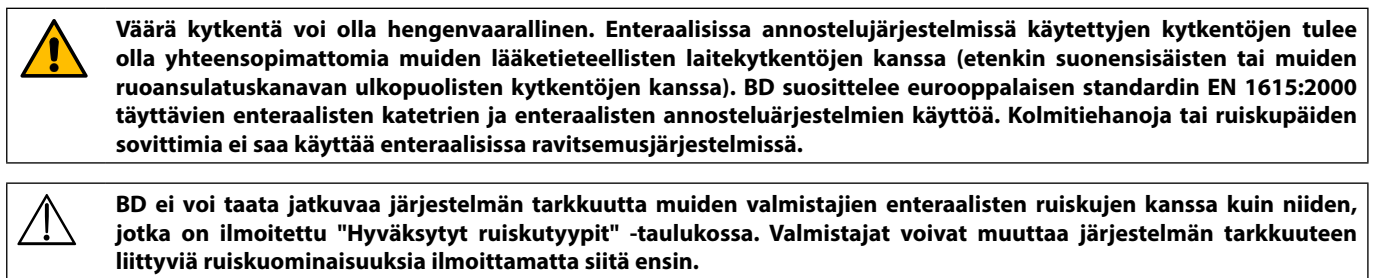 Väärä kytkentä voi olla hengenvaarallinen. Enteraalisissa annostelujärjestelmissä käytettyjen kytkentöjen tulee
olla yhteensopimattomia muiden lääketieteellisten laitekytkentöjen kanssa (etenkin suonensisäisten tai muiden
ruoansulatuskanavan ulkopuolisten kytkentöjen kanssa). BD suosittelee eurooppalaisen standardin EN 1615:2000
täyttävien enteraalisten katetrien ja enteraalisten annosteluärjestelmien käyttöä. Kolmitiehanoja tai ruiskupäiden
sovittimia ei saa käyttää enteraalisissa ravitsemusjärjestelmissä.
BD ei voi taata jatkuvaa järjestelmän tarkkuutta muiden valmistajien enteraalisten ruiskujen kanssa kuin niiden,
jotka on ilmoitettu "Hyväksytyt ruiskutyypit" -taulukossa. Valmistajat voivat muuttaa järjestelmän tarkkuuteen
liittyviä ruiskuominaisuuksia ilmoittamatta siitä ensin.